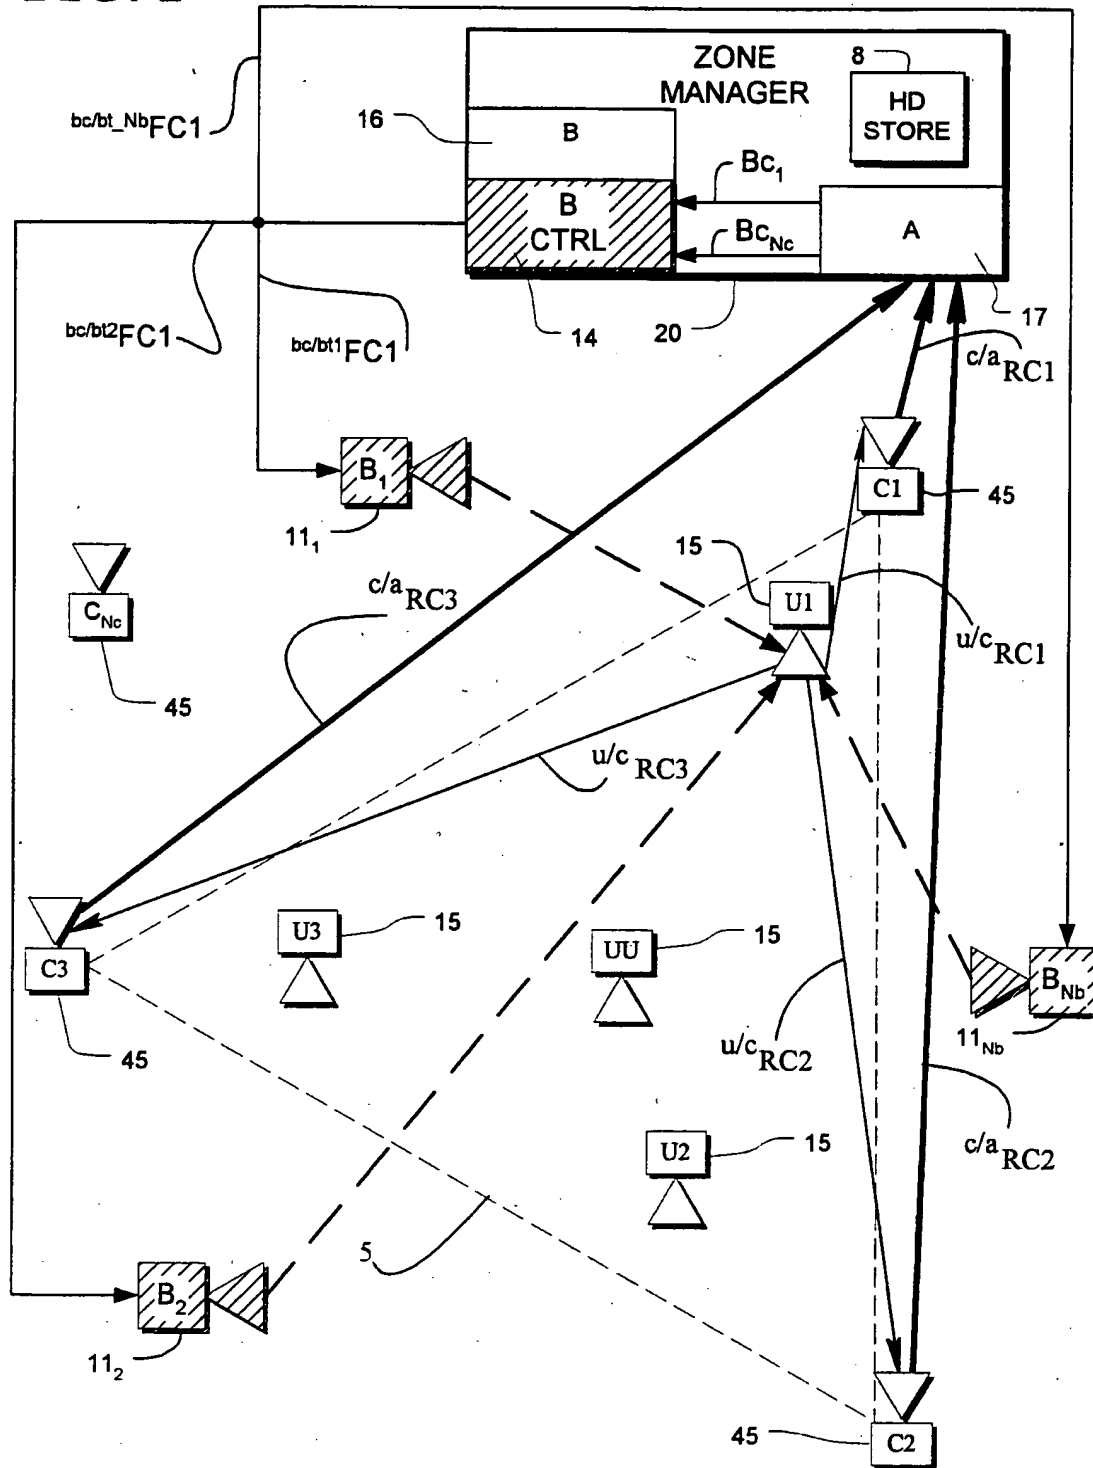 ZONE
MANAGER
8
HD
STORE
16
B
B
CTRL
Bc1
BcNc
A
bc/bt_NbFC1
bc/bt2FC1
bc/bt1FC1
14
20
17
c/aRC1
B1
111
C1
45
15
U1
u/cRC1
CNc
45
c/aRC3
u/cRC3
C3
45
U3
15
UU
15
BNb
11Nb
u/cRC2
c/aRC2
U2
15
5
B2
112
45
C2